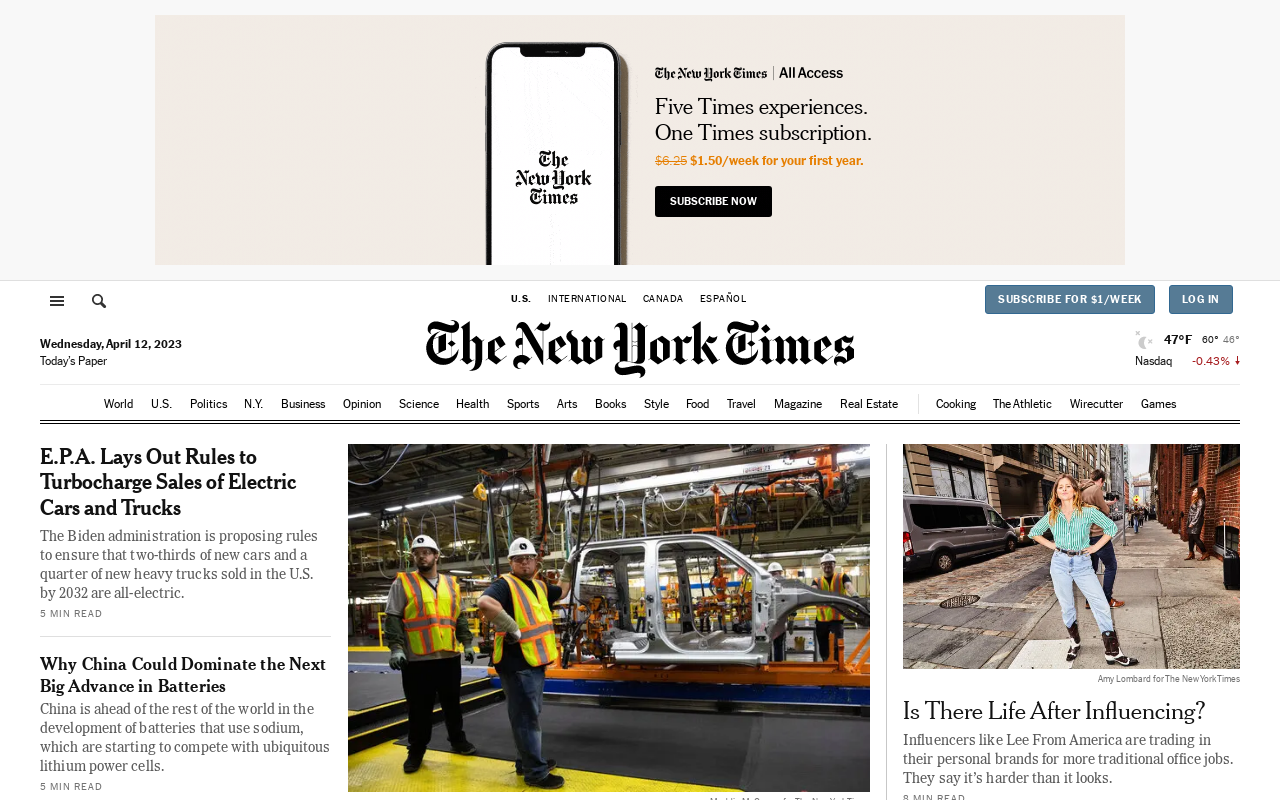 The New York Times
The New York Times | All Access
Five Times experiences.
One Times subscription.
$6.25 $1.50/week for your first year.
SUBSCRIBE NOW
U.S. INTERNATIONAL CANADA ESPAÑOL
SUBSCRIBE FOR $1/WEEK LOG IN
The New York Times
Wednesday, April 12, 2023
Today's Paper
47°F 60° 46°
Nasdaq -0.43%
World U.S. Politics N.Y. Business Opinion Science Health Sports Arts Books Style Food Travel Magazine Real Estate Cooking The Athletic Wirecutter Games
E.P.A. Lays Out Rules to
Turbocharge Sales of Electric
Cars and Trucks
The Biden administration is proposing rules
to ensure that two-thirds of new cars and a
quarter of new heavy trucks sold in the U.S.
by 2032 are all-electric.
5 MIN READ
Why China Could Dominate the Next
Big Advance in Batteries
China is ahead of the rest of the world in the
development of batteries that use sodium,
which are starting to compete with ubiquitous
lithium power cells.
5 MIN READ
Amy Lombard for The New York Times
Is There Life After Influencing?
Influencers like Lee From America are trading in
their personal brands for more traditional office jobs.
They say it's harder than it looks.
8 MIN READ